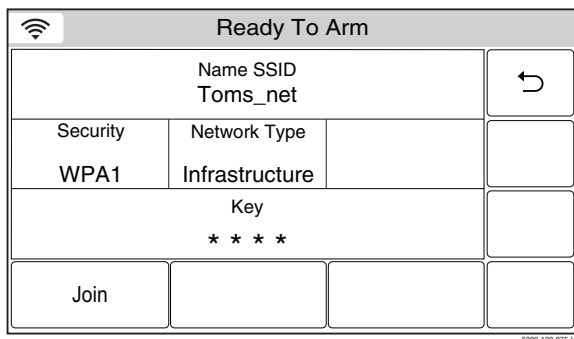 Ready To Arm
Name SSID
Toms_net
Security
Network Type
WPA1
Infrastructure
Key
* * * *
Join